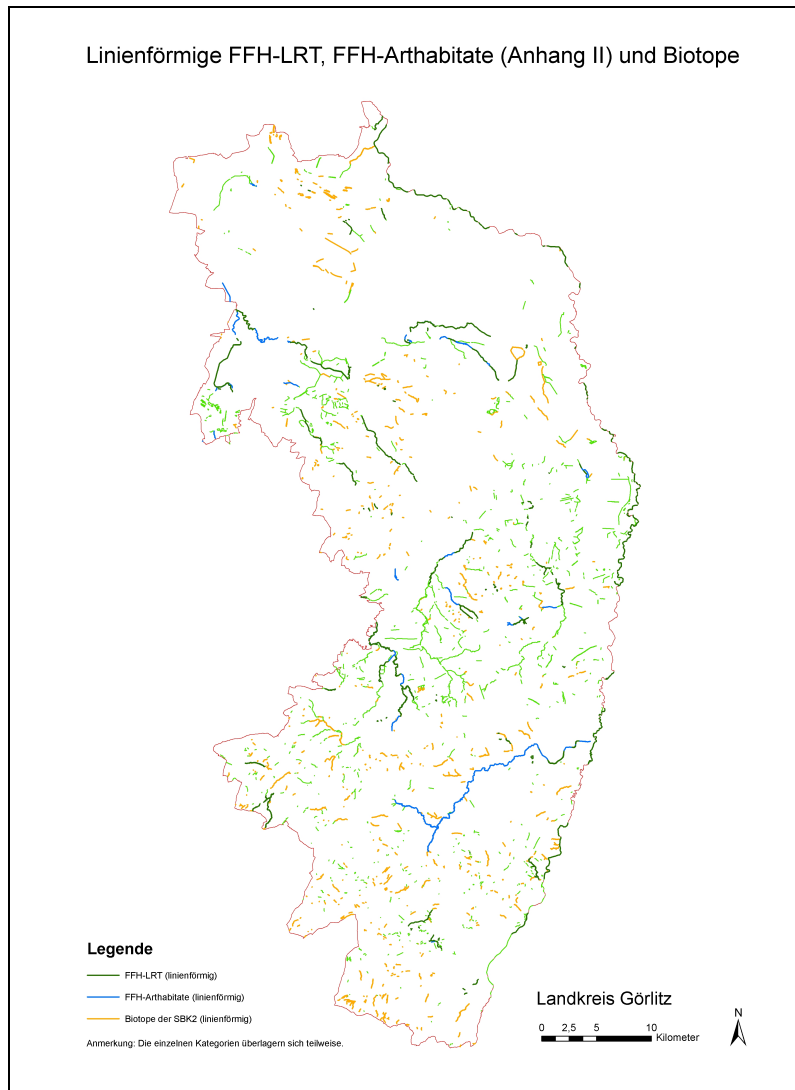 Linienförmige FFH-LRT, FFH-Arthabitate (Anhang II) und Biotope
Legende
FFH-LRT (linienförmig)
FFH-Arthabitate (linienförmig)
Biotope der SBK2 (linienförmig)
Anmerkung: Die einzelnen Kategorien überlagern sich teilweise.
Landkreis Görlitz
0 2,5 5 10
Kilometer
N